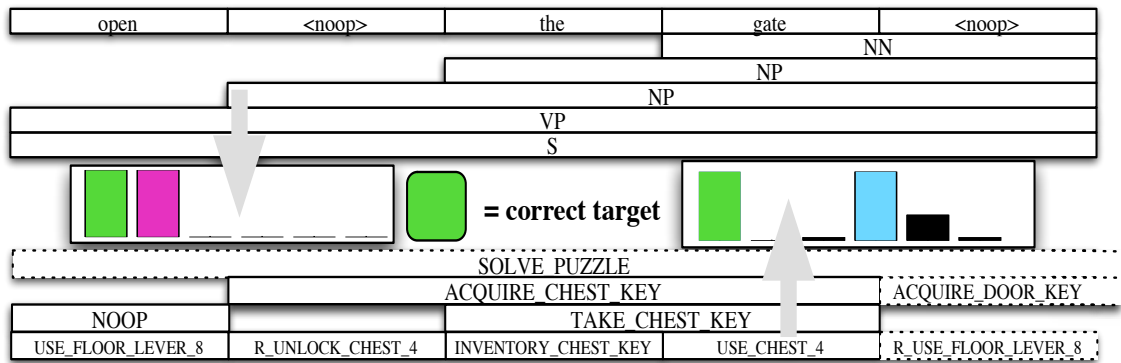 open <noop> the gate <noop>
NN
NP
NP
VP
S
= correct target
SOLVE_PUZZLE
ACQUIRE_CHEST_KEY ACQUIRE_DOOR_KEY
NOOP TAKE_CHEST_KEY
USE_FLOOR_LEVER_8 R_UNLOCK_CHEST_4 INVENTORY_CHEST_KEY USE_CHEST_4 R_USE_FLOOR_LEVER_8